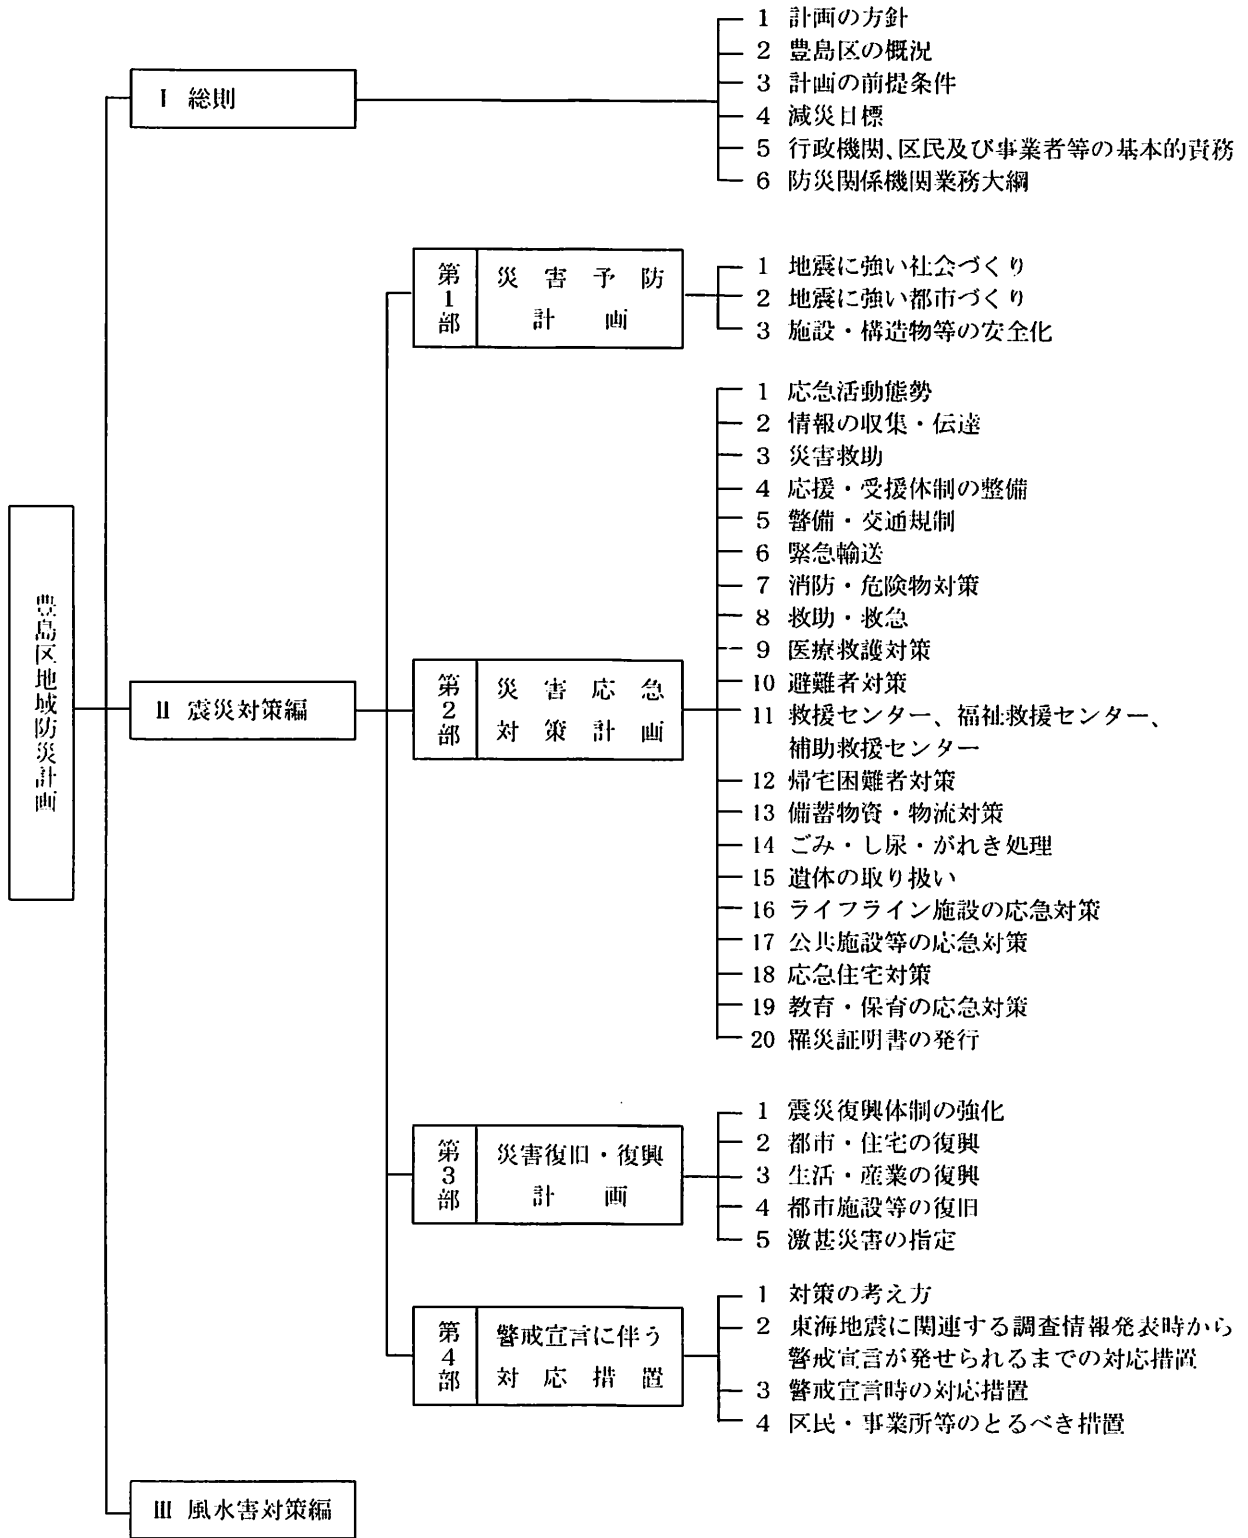 豊島区地域防災計画
I 総則
1 計画の方針
2 豊島区の概況
3 計画の前提条件
4 減災目標
5 行政機関、区民及び事業者等の基本的責務
6 防災関係機関業務大綱
II 震災対策編
第1部
災害予防
計画
1 地震に強い社会づくり
2 地震に強い都市づくり
3 施設・構造物等の安全化
第2部
災害応急
対策計画
1 応急活動態勢
2 情報の収集・伝達
3 災害救助
4 応援・受援体制の整備
5 警備・交通規制
6 緊急輸送
7 消防・危険物対策
8 救助・救急
9 医療救護対策
10 避難者対策
11 救援センター、福祉救援センター、
補助救援センター
12 帰宅困難者対策
13 備蓄物資・物流対策
14 ごみ・し尿・がれき処理
15 遺体の取り扱い
16 ライフライン施設の応急対策
17 公共施設等の応急対策
18 応急住宅対策
19 教育・保育の応急対策
20 罹災証明書の発行
第3部
災害復旧・復興
計画
1 震災復興体制の強化
2 都市・住宅の復興
3 生活・産業の復興
4 都市施設等の復旧
5 激甚災害の指定
第4部
警戒宣言に伴う
対応措置
1 対策の考え方
2 東海地震に関連する調査情報発表時から
警戒宣言が発せられるまでの対応措置
3 警戒宣言時の対応措置
4 区民・事業所等のとるべき措置
III 風水害対策編